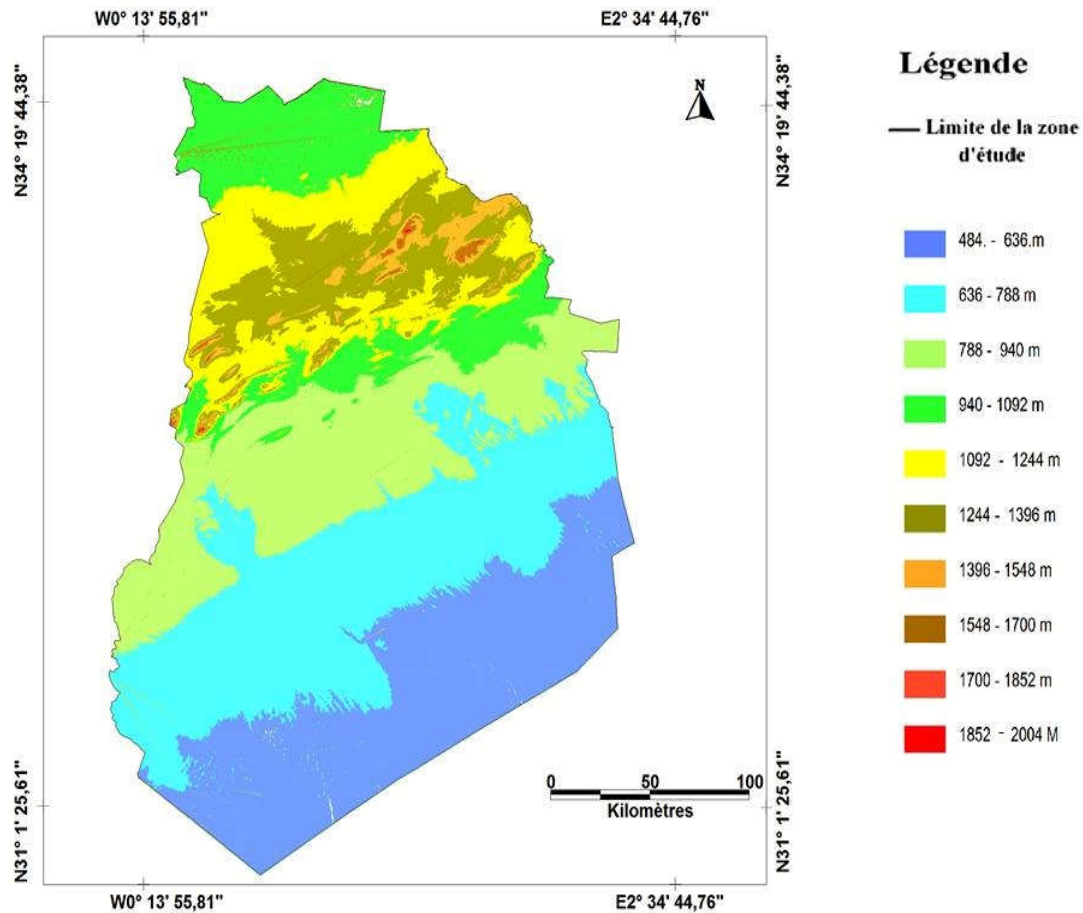 W0° 13' 55,81"
E2° 34' 44,76"
N34° 19' 44,38"
N34° 19' 44,38"
N
Légende
Limite de la zone
d'étude
484. - 636.m
636 - 788 m
788 - 940 m
940 - 1092 m
1092 - 1244 m
1244 - 1396 m
1396 - 1548 m
1548 - 1700 m
1700 - 1852 m
1852 - 2004 M
0 50 100
Kilomètres
N31° 1' 25,61"
N31° 1' 25,61"
W0° 13' 55,81"
E2° 34' 44,76"